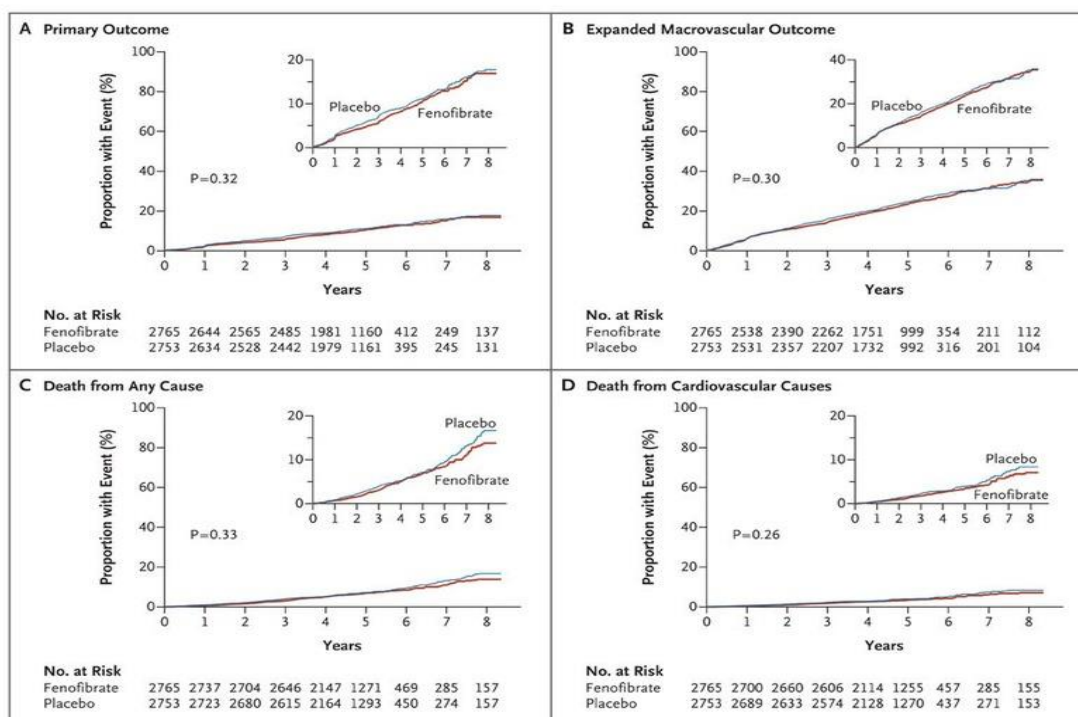 A Primary Outcome
Proportion with Event (%)
100
80
60
40
20
0
0 1 2 3 4 5 6 7 8
Years
P=0.32
20
10
0
0 1 2 3 4 5 6 7 8
Placebo
Fenofibrate
No. at Risk
Fenofibrate 2765 2644 2565 2485 1981 1160 412 249 137
Placebo 2753 2634 2528 2442 1979 1161 395 245 131
B Expanded Macrovascular Outcome
Proportion with Event (%)
100
80
60
40
20
0
0 1 2 3 4 5 6 7 8
Years
P=0.30
40
20
0
0 1 2 3 4 5 6 7 8
Placebo
Fenofibrate
No. at Risk
Fenofibrate 2765 2538 2390 2262 1751 999 354 211 112
Placebo 2753 2531 2357 2207 1732 992 316 201 104
C Death from Any Cause
Proportion with Event (%)
100
80
60
40
20
0
0 1 2 3 4 5 6 7 8
Years
P=0.33
20
10
0
0 1 2 3 4 5 6 7 8
Placebo
Fenofibrate
No. at Risk
Fenofibrate 2765 2737 2704 2646 2147 1271 469 285 157
Placebo 2753 2723 2680 2615 2164 1293 450 274 157
D Death from Cardiovascular Causes
Proportion with Event (%)
100
80
60
40
20
0
0 1 2 3 4 5 6 7 8
Years
P=0.26
20
10
0
0 1 2 3 4 5 6 7 8
Placebo
Fenofibrate
No. at Risk
Fenofibrate 2765 2700 2660 2606 2114 1255 457 285 155
Placebo 2753 2689 2633 2574 2128 1270 437 271 153